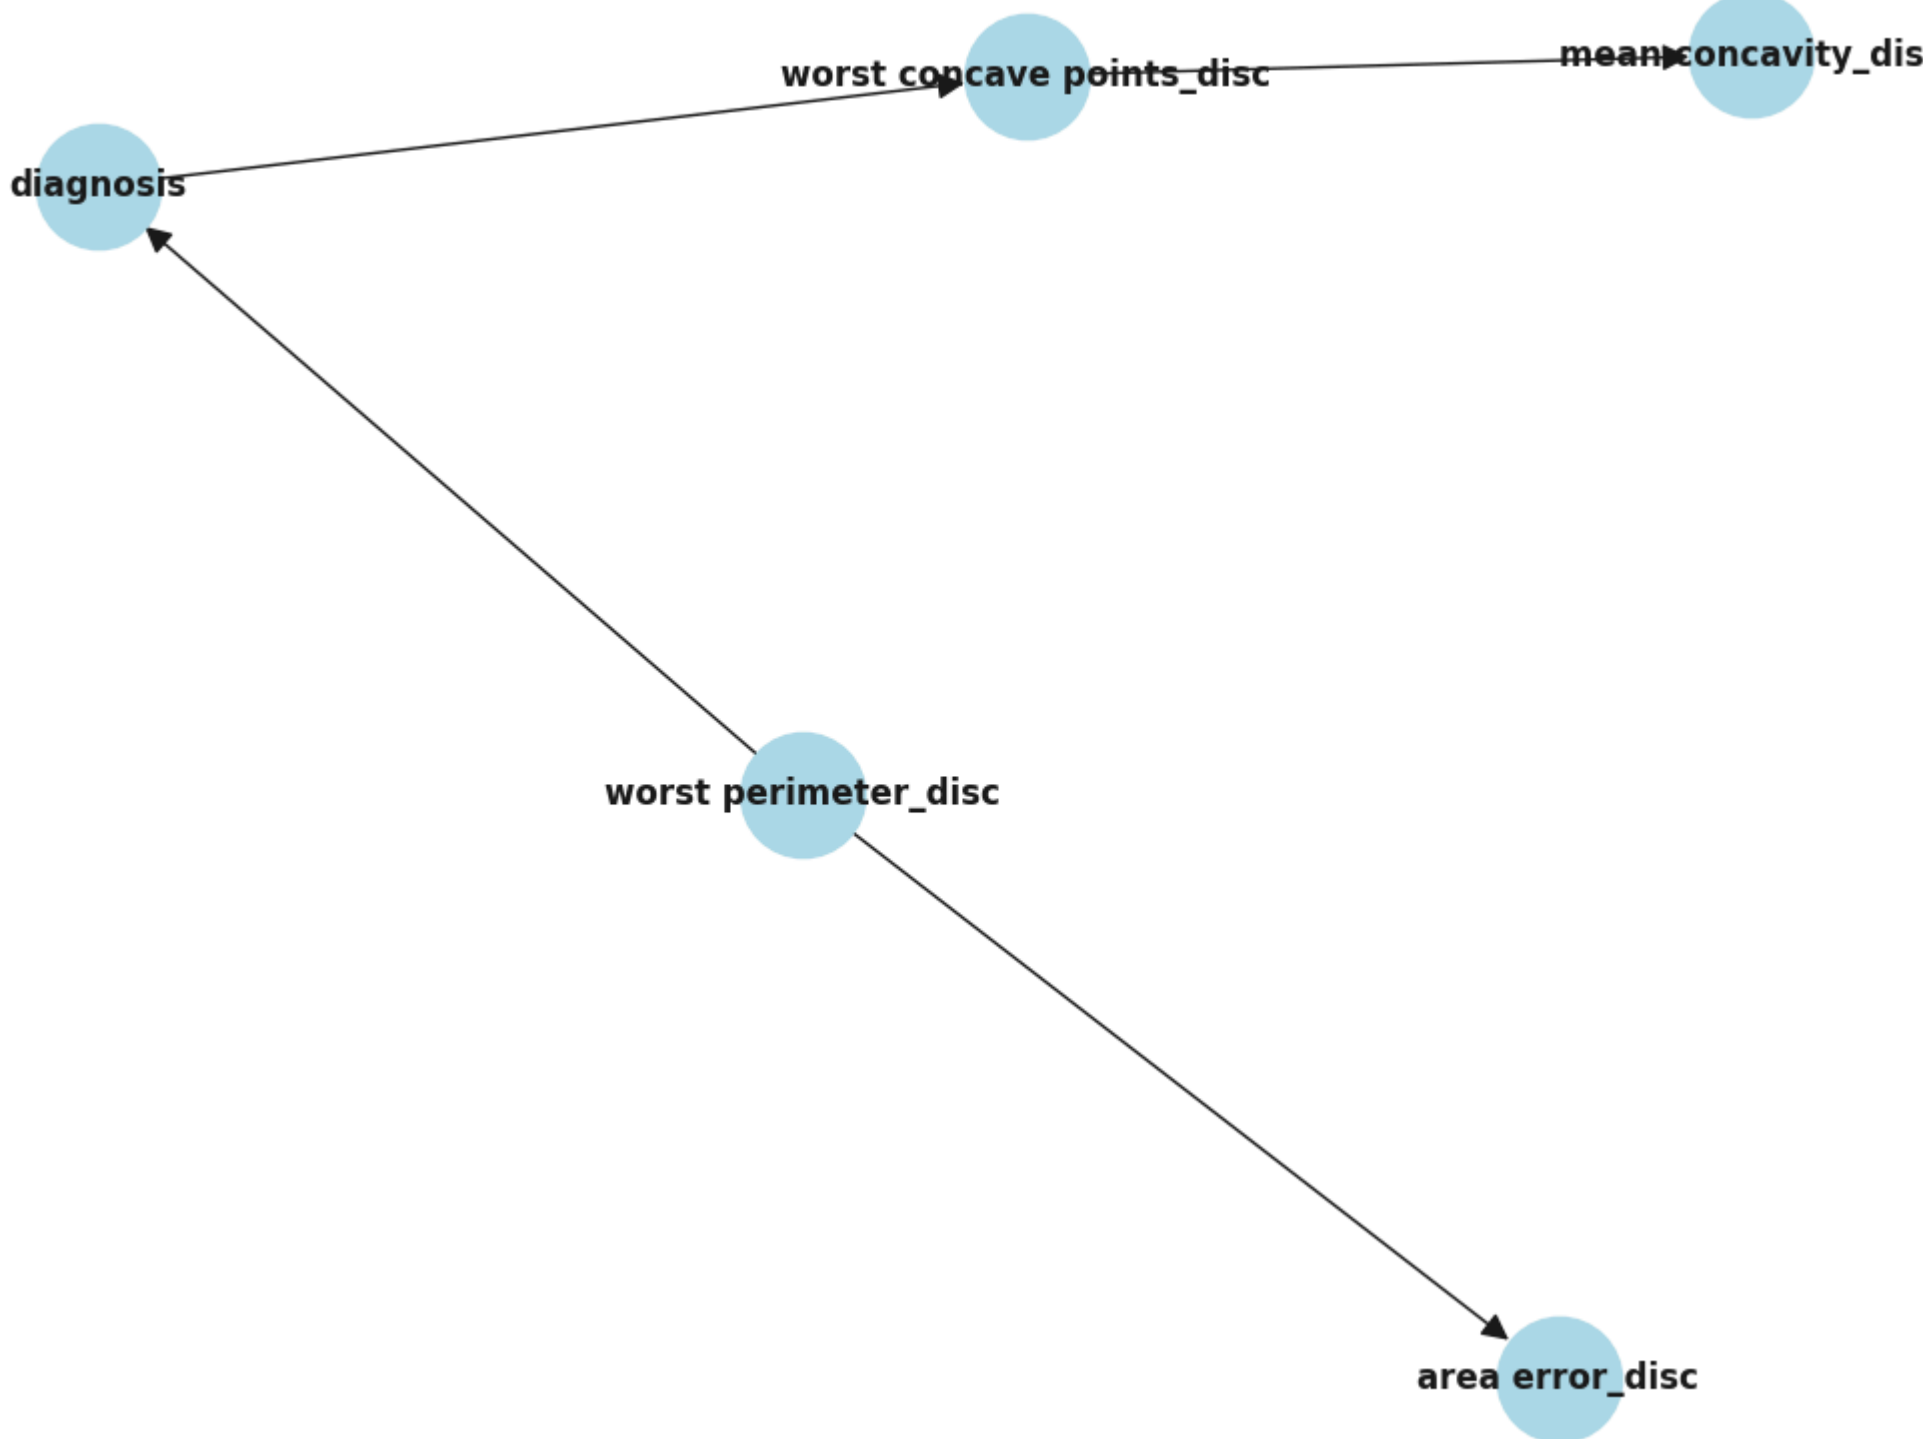 mean concavity_dis
worst concave points_disc
diagnosis
worst perimeter_disc
area error_disc